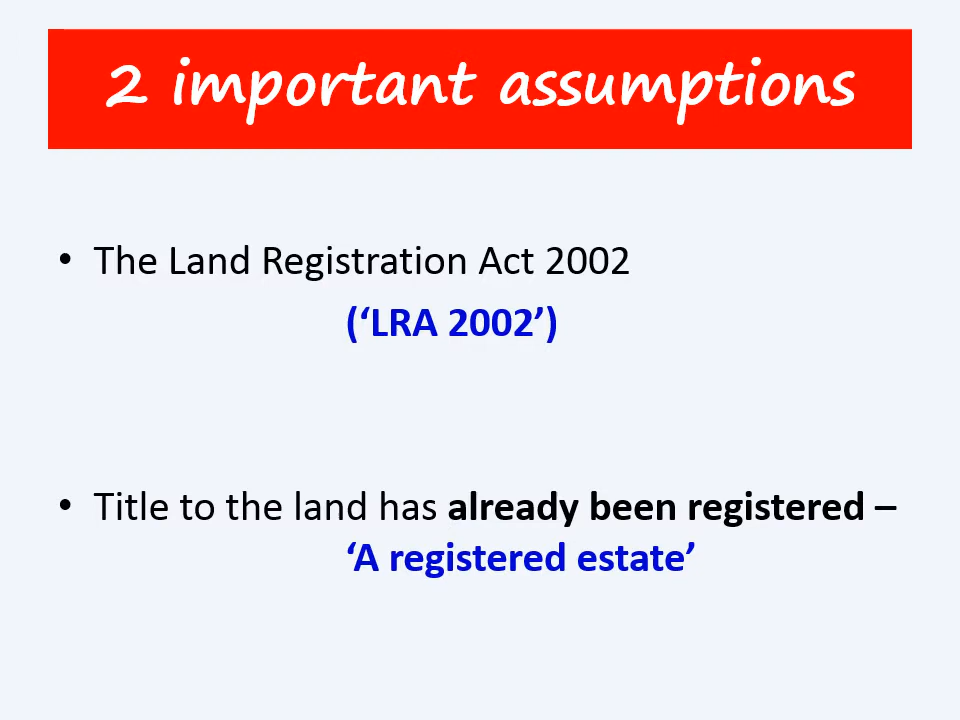 2 important assumptions
• The Land Registration Act 2002
(‘LRA 2002’)
• Title to the land has already been registered –
‘A registered estate’